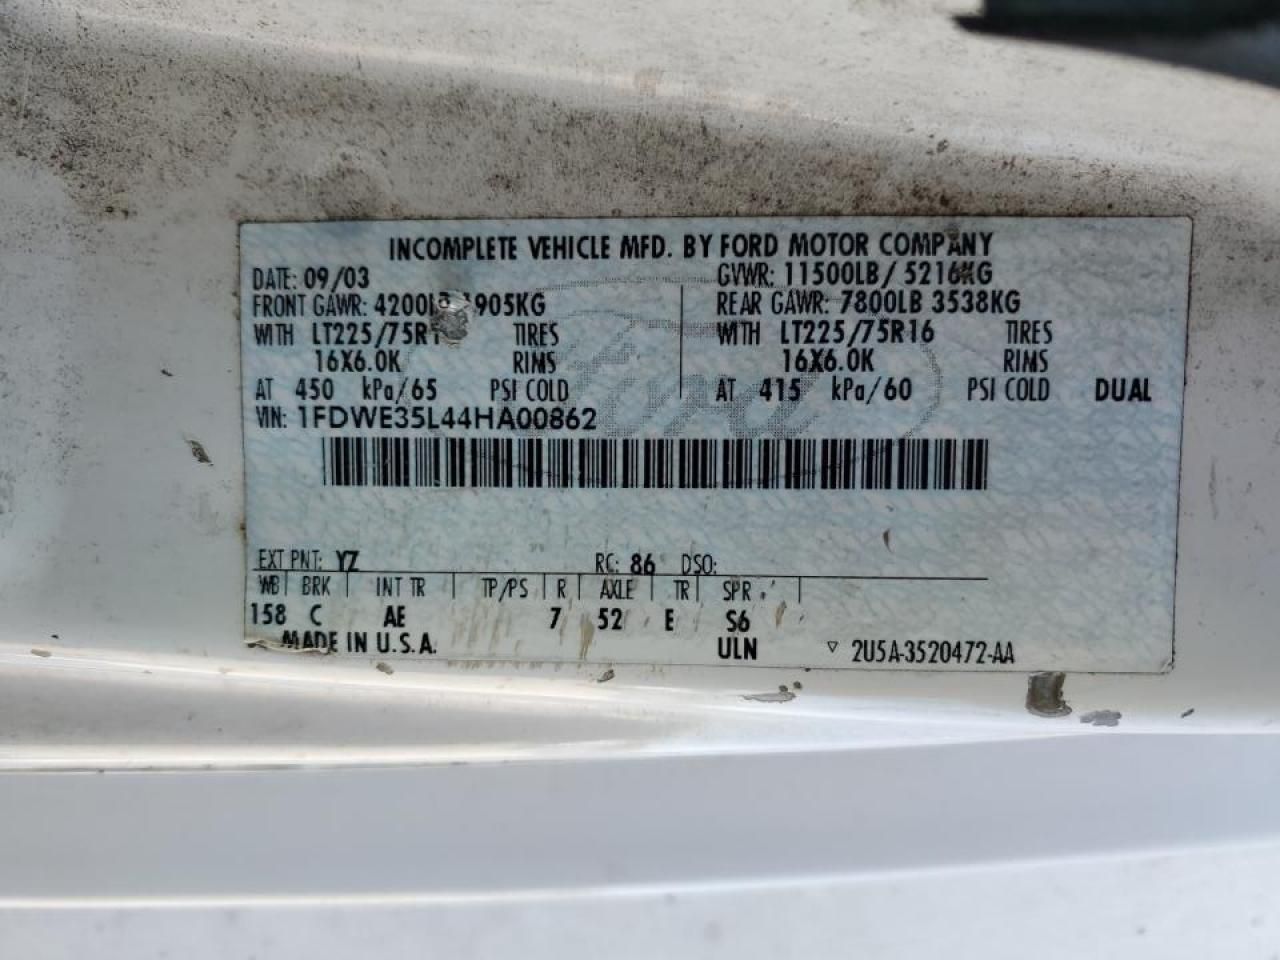 INCOMPLETE VEHICLE MFD. BY FORD MOTOR COMPANY
DATE: 09/03 GVWR: 11500LB/ 5216KG
FRONT GAWR: 4200LB 1905KG REAR GAWR: 7800LB 3538KG
WITH LT225/75R16 TIRES WITH LT225/75R16 TIRES
16X6.0K RIMS 16X6.0K RIMS
AT 450 kPa/65 PSI COLD AT 415 kPa/60 PSI COLD DUAL
VIN: 1FDWE35L44HA00862
Ford
EXT PNT: YZ RC: 86 DSO:
WB BRK INT TR TP/PS R AXLE TR SPR
158 C AE 7 52 E S6
MADE IN U.S.A. ULN ▽ 2U5A-3520472-AA